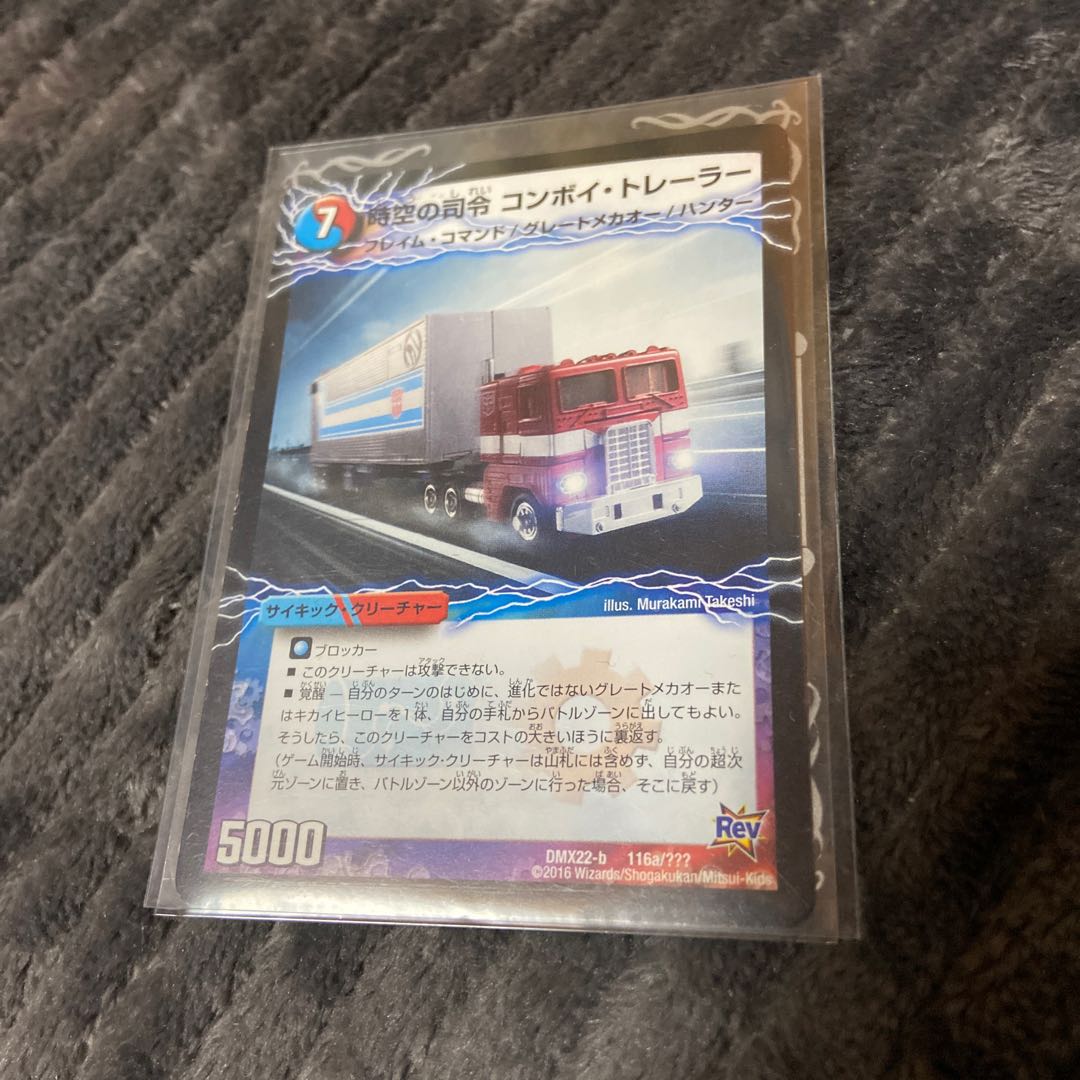 7
時空の司令 コンボイ・トレーラー
フレイム・コマンド/グレートメカオー/ハンター
illus. Murakami Takeshi
サイキック・クリーチャー
ブロッカー
■ このクリーチャーは攻撃できない。
■ 覚醒 — 自分のターンのはじめに、進化ではないグレートメカオーまた
はキカイヒーローを1体、自分の手札からバトルゾーンに出してもよい。
そうしたら、このクリーチャーをコストの大きいほうに裏返す。
(ゲーム開始時、サイキック・クリーチャーは山札には含めず、自分の超次
元ゾーンに置き、バトルゾーン以外のゾーンに行った場合、そこに戻す)
5000
Rev
DMX22-b 116a/???
©2016 Wizards/Shogakukan/Mitsui-Kids